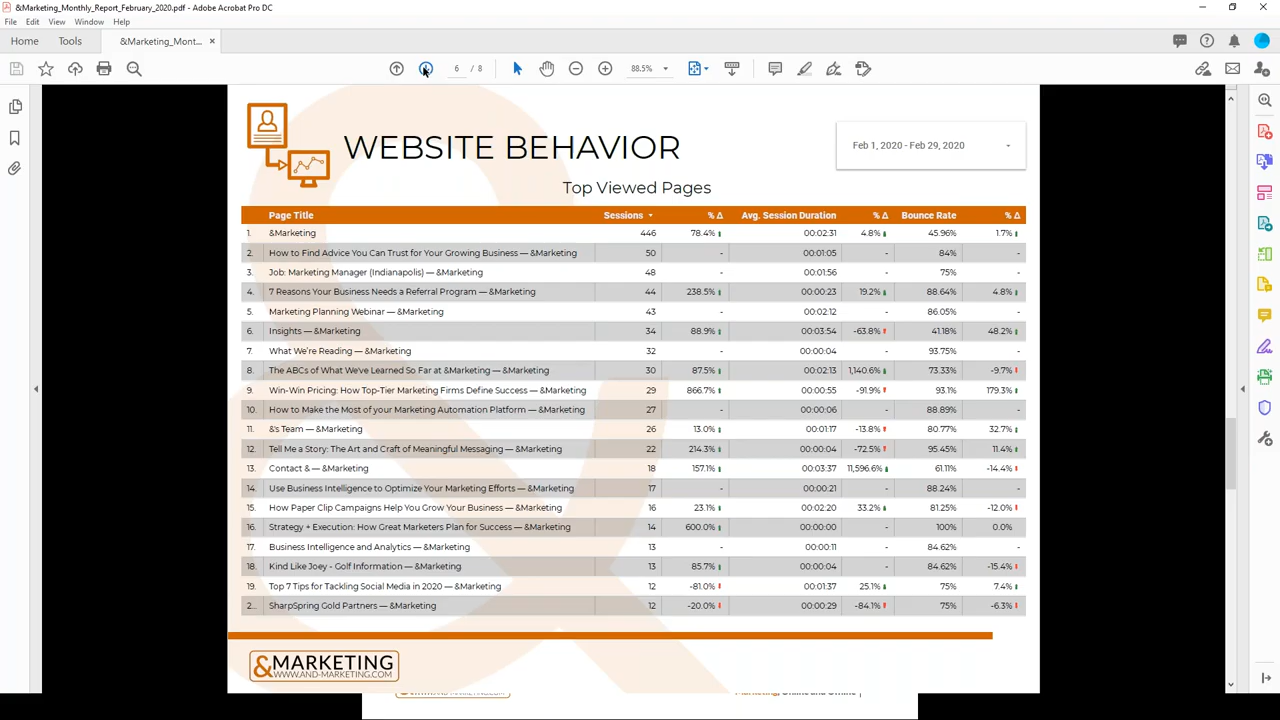 &Marketing_Monthly_Report_February_2020.pdf - Adobe Acrobat Pro DC
File Edit View Window Help
Home Tools &Marketing_Mont... ×
6 / 8 88.5%
WEBSITE BEHAVIOR
Feb 1, 2020 - Feb 29, 2020
Top Viewed Pages
Page Title Sessions % Δ Avg. Session Duration % Δ Bounce Rate % Δ
1. &Marketing 446 78.4% 00:02:31 4.8% 45.96% 1.7%
2. How to Find Advice You Can Trust for Your Growing Business — &Marketing 50 - 00:01:05 - 84% -
3. Job: Marketing Manager (Indianapolis) — &Marketing 48 - 00:01:56 - 75% -
4. 7 Reasons Your Business Needs a Referral Program — &Marketing 44 238.5% 00:00:23 19.2% 88.64% 4.8%
5. Marketing Planning Webinar — &Marketing 43 - 00:02:12 - 86.05% -
6. Insights — &Marketing 34 88.9% 00:03:54 -63.8% 41.18% 48.2%
7. What We're Reading — &Marketing 32 - 00:00:04 - 93.75% -
8. The ABCs of What We've Learned So Far at &Marketing — &Marketing 30 87.5% 00:02:13 1,140.6% 73.33% -9.7%
9. Win-Win Pricing: How Top-Tier Marketing Firms Define Success — &Marketing 29 866.7% 00:00:55 -91.9% 93.1% 179.3%
10. How to Make the Most of your Marketing Automation Platform — &Marketing 27 - 00:00:06 - 88.89% -
11. &'s Team — &Marketing 26 13.0% 00:01:17 -13.8% 80.77% 32.7%
12. Tell Me a Story: The Art and Craft of Meaningful Messaging — &Marketing 22 214.3% 00:00:04 -72.5% 95.45% 11.4%
13. Contact & — &Marketing 18 157.1% 00:03:37 11,596.6% 61.11% -14.4%
14. Use Business Intelligence to Optimize Your Marketing Efforts — &Marketing 17 - 00:00:21 - 88.24% -
15. How Paper Clip Campaigns Help You Grow Your Business — &Marketing 16 23.1% 00:02:20 33.2% 81.25% -12.0%
16. Strategy + Execution: How Great Marketers Plan for Success — &Marketing 14 600.0% 00:00:00 - 100% 0.0%
17. Business Intelligence and Analytics — &Marketing 13 - 00:00:11 - 84.62% -
18. Kind Like Joey - Golf Information — &Marketing 13 85.7% 00:00:04 - 84.62% -15.4%
19. Top 7 Tips for Tackling Social Media in 2020 — &Marketing 12 -81.0% 00:01:37 25.1% 75% 7.4%
2... SharpSpring Gold Partners — &Marketing 12 -20.0% 00:00:29 -84.1% 75% -6.3%
&MARKETING
WWW.AND-MARKETING.COM
Marketing, Online and Offline